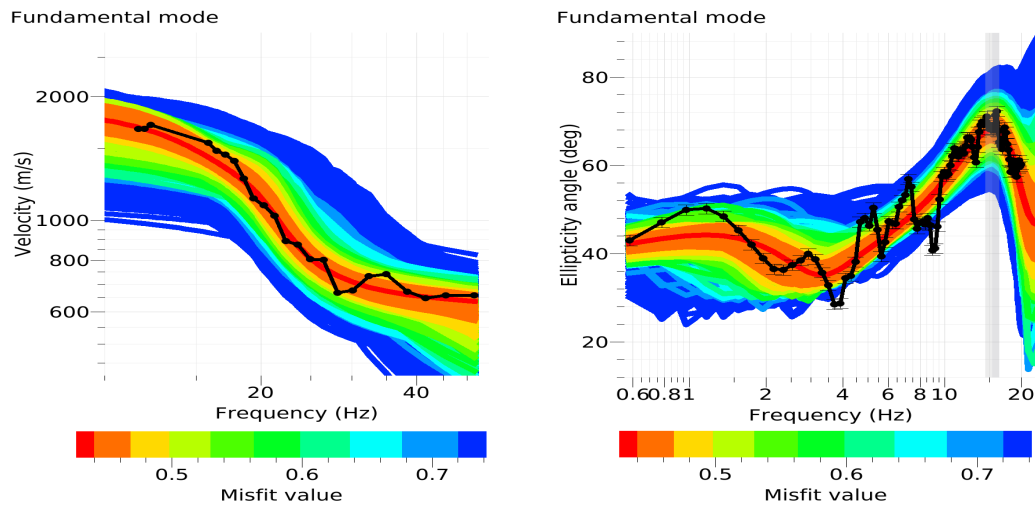 Fundamental mode
Velocity (m/s)
2000
1000
800
600
20
40
Frequency (Hz)
0.5
0.6
0.7
Misfit value
Fundamental mode
Ellipticity angle (deg)
80
60
40
20
0.6 0.8 1 2 4 6 8 10 20
Frequency (Hz)
0.5
0.6
0.7
Misfit value